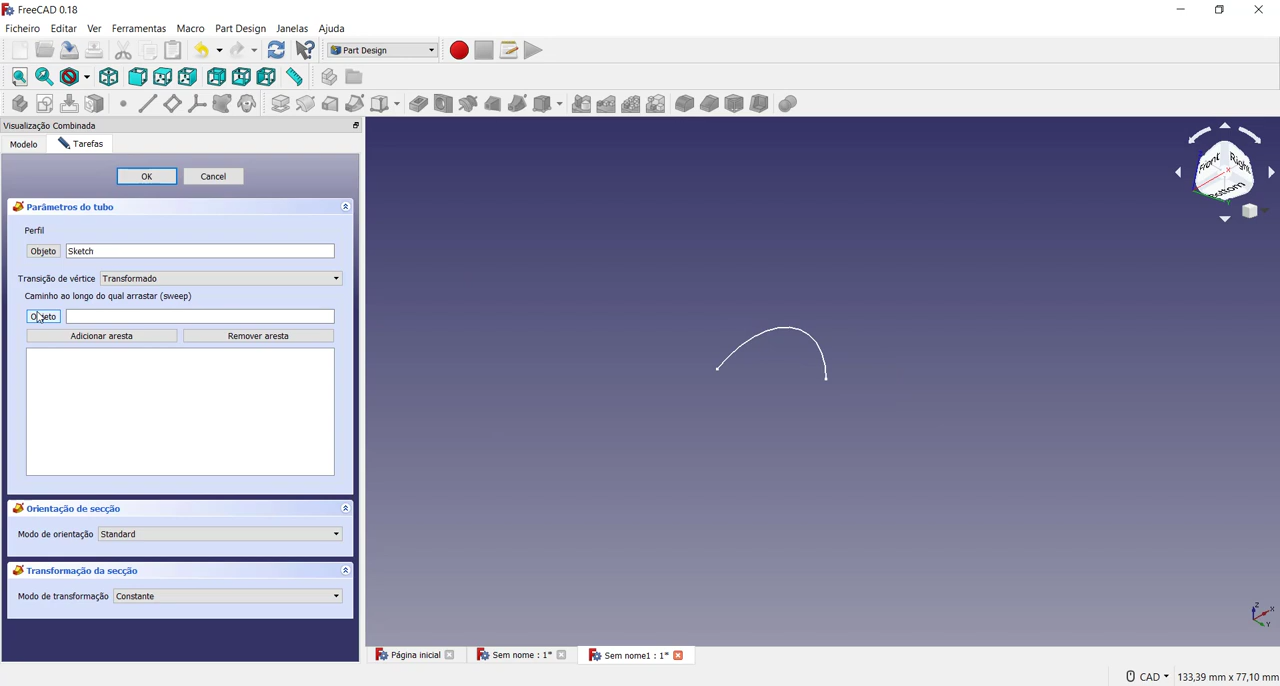 FreeCAD 0.18
Ficheiro Editar Ver Ferramentas Macro Part Design Janelas Ajuda
Part Design
Visualização Combinada
Modelo Tarefas
OK Cancel
Parâmetros do tubo
Perfil
Objeto Sketch
Transição de vértice Transformado
Caminho ao longo do qual arrastar (sweep)
Objeto
Adicionar aresta Remover aresta
Orientação de secção
Modo de orientação Standard
Transformação da secção
Modo de transformação Constante
Front Right
Bottom
Z X
Y
Página inicial Sem nome : 1* Sem nome1 : 1*
CAD 133,39 mm x 77,10 mm